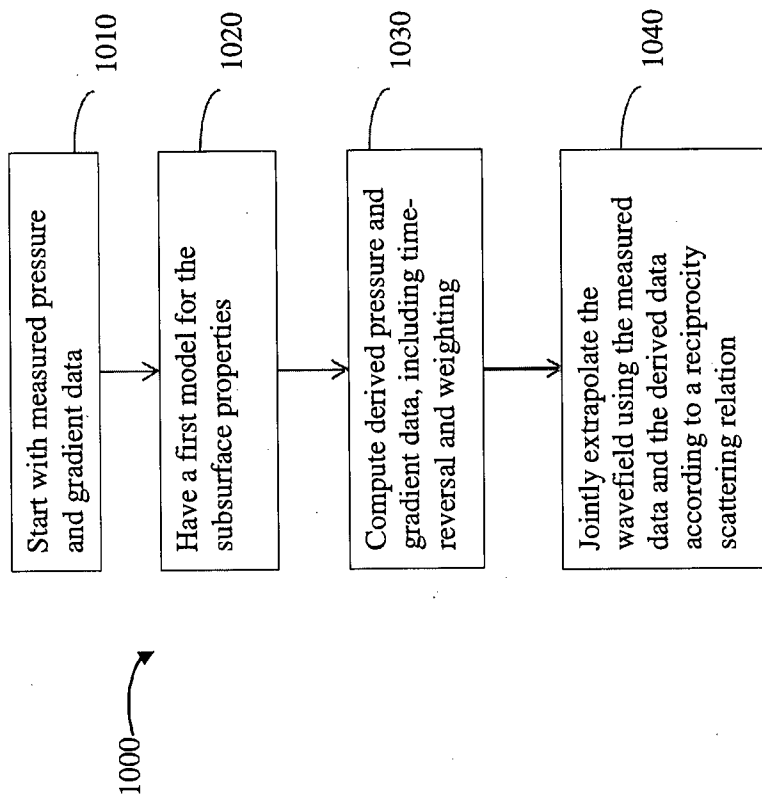 1000
Start with measured pressure
and gradient data
1010
Have a first model for the
subsurface properties
1020
Compute derived pressure and
gradient data, including time-
reversal and weighting
1030
Jointly extrapolate the
wavefield using the measured
data and the derived data
according to a reciprocity
scattering relation
1040